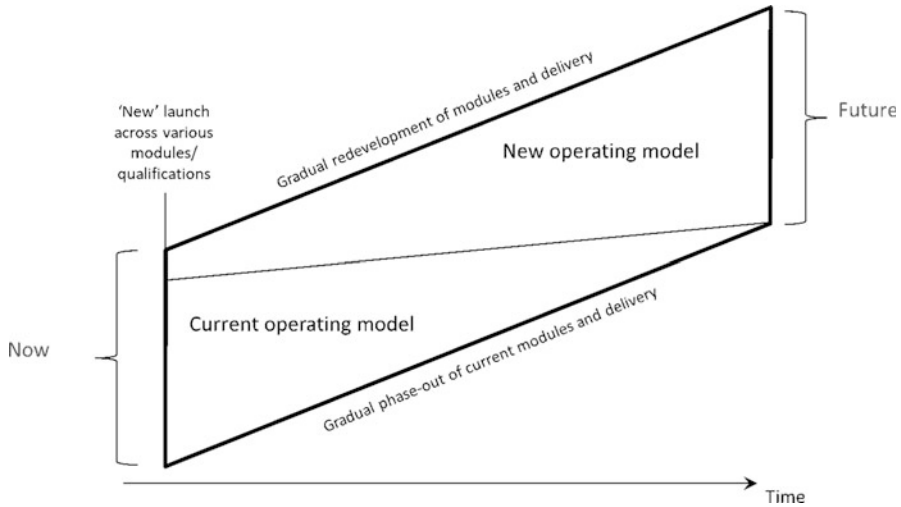 'New' launch
across various
modules/
qualifications
Gradual redevelopment of modules and delivery
Future
New operating model
Current operating model
Now
Gradual phase-out of current modules and delivery
Time